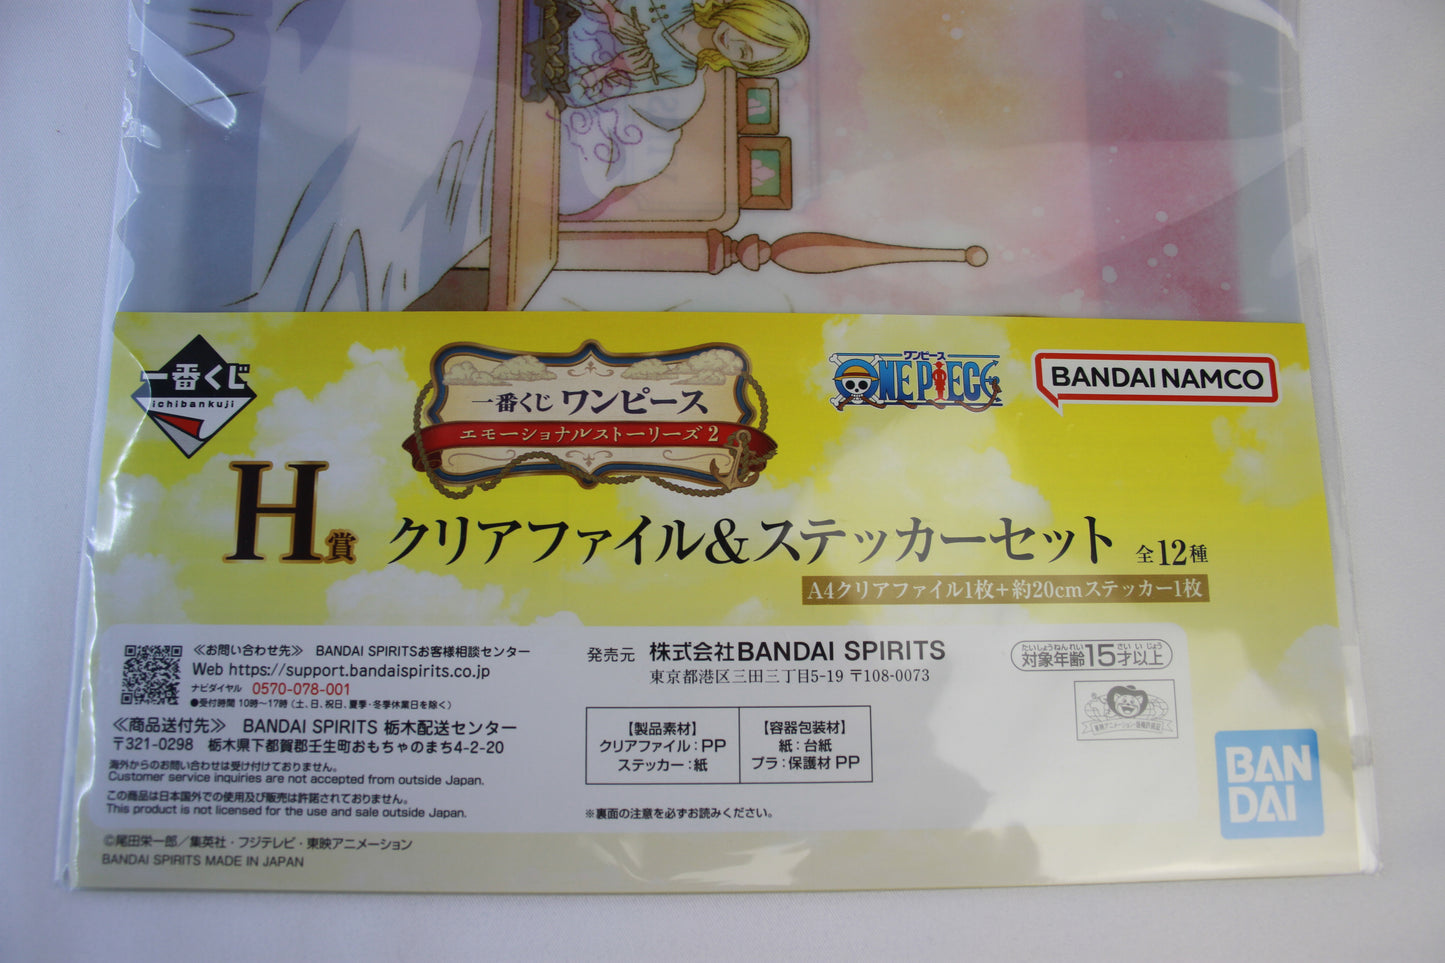 一番くじ
ichibankuji
一番くじ ワンピース
エモーショナルストーリーズ 2
ワンピース
ONE PIECE
BANDAI NAMCO
H賞 クリアファイル&ステッカーセット 全12種
A4クリアファイル1枚+約20cmステッカー1枚
≪お問い合わせ先≫ BANDAI SPIRITSお客様相談センター
Web https://support.bandaispirits.co.jp
ナビダイヤル 0570-078-001
●受付時間 10時〜17時 (土、日、祝日、夏季・冬季休業日を除く)
≪商品送付先≫ BANDAI SPIRITS 栃木配送センター
〒321-0298 栃木県下都賀郡壬生町おもちゃのまち4-2-20
海外からのお問い合わせは受け付けておりません。
Customer service inquiries are not accepted from outside Japan.
この商品は日本国外での使用及び販売は許諾されておりません。
This product is not licensed for the use and sale outside Japan.
発売元 株式会社BANDAI SPIRITS
東京都港区三田三丁目5-19 〒108-0073
【製品素材】
クリアファイル：PP
ステッカー：紙
【容器包装材】
紙：台紙
プラ：保護材 PP
※裏面の注意を必ずお読みください。
たいしょうねんれい さい いじょう
対象年齢15才以上
BANDAI
©尾田栄一郎／集英社・フジテレビ・東映アニメーション
BANDAI SPIRITS MADE IN JAPAN